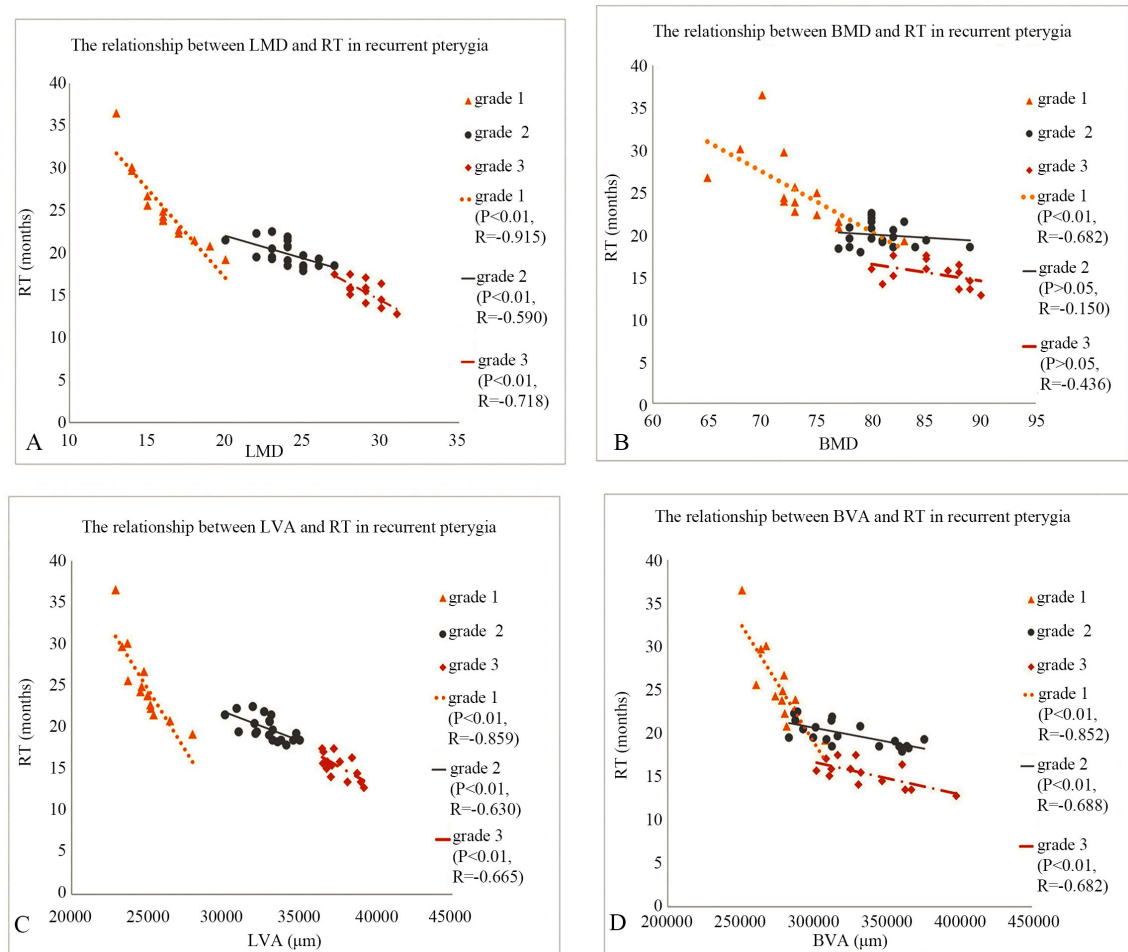 The relationship between LMD and RT in recurrent pterygia
40
35
30
25
20
15
10
5
0
RT (months)
10
15
20
25
30
35
LMD
A
grade 1
grade 2
grade 3
grade 1
(P<0.01,
R=-0.915)
grade 2
(P<0.01,
R=-0.590)
grade 3
(P<0.01,
R=-0.718)
The relationship between BMD and RT in recurrent pterygia
40
35
30
25
20
15
10
5
0
RT (months)
60
65
70
75
80
85
90
95
BMD
B
grade 1
grade 2
grade 3
grade 1
(P<0.01,
R=-0.682)
grade 2
(P>0.05,
R=-0.150)
grade 3
(P>0.05,
R=-0.436)
The relationship between LVA and RT in recurrent pterygia
40
35
30
25
20
15
10
5
0
RT (months)
20000
25000
30000
35000
40000
45000
LVA (μm)
C
grade 1
grade 2
grade 3
grade 1
(P<0.01,
R=-0.859)
grade 2
(P<0.01,
R=-0.630)
grade 3
(P<0.01,
R=-0.665)
The relationship between BVA and RT in recurrent pterygia
40
35
30
25
20
15
10
5
0
RT (months)
200000
250000
300000
350000
400000
450000
BVA (μm)
D
grade 1
grade 2
grade 3
grade 1
(P<0.01,
R=-0.852)
grade 2
(P<0.01,
R=-0.688)
grade 3
(P<0.01,
R=-0.682)